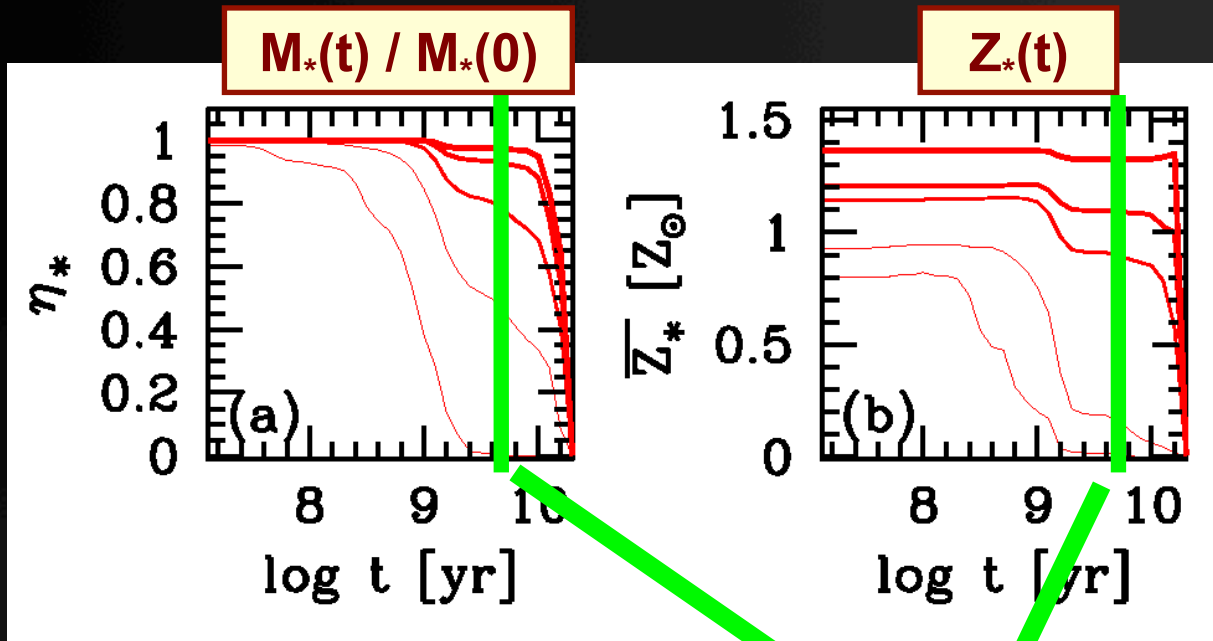 M*(t) / M*(0)
Z*(t)
η*
1
0.8
0.6
0.4
0.2
0
(a)
8 9 10
log t [yr]
Z̅* [Z⊙]
1.5
1
0.5
0
(b)
8 9 10
log t [yr]